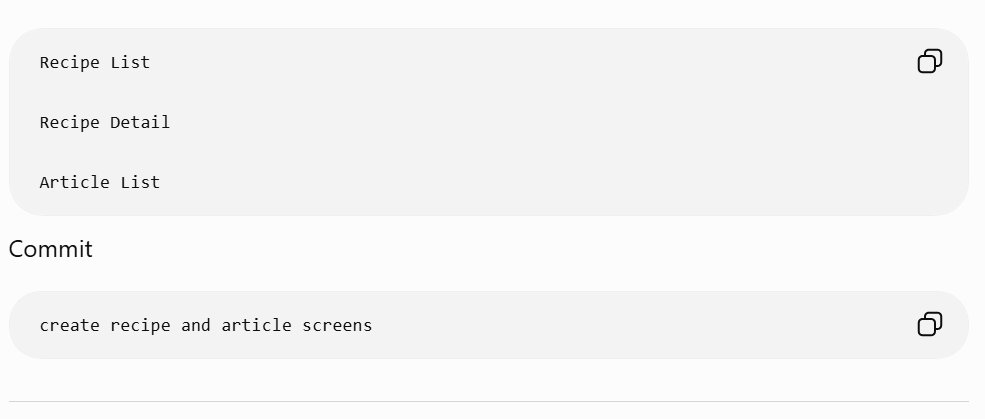 Recipe List
Recipe Detail
Article List
Commit
create recipe and article screens